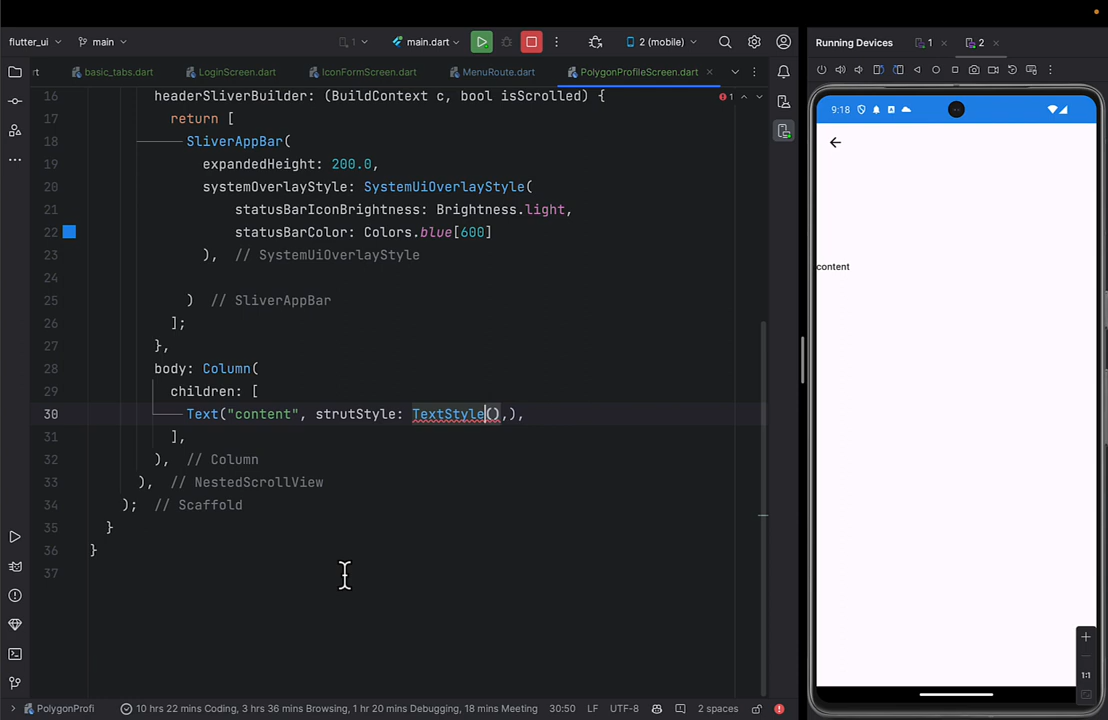 flutter_ui
main
1
main.dart
2 (mobile)
Running Devices
1
2
rt
basic_tabs.dart
LoginScreen.dart
IconFormScreen.dart
MenuRoute.dart
PolygonProfileScreen.dart
16 headerSliverBuilder: (BuildContext c, bool isScrolled) {
1
17 return [
18 SliverAppBar(
19 expandedHeight: 200.0,
20 systemOverlayStyle: SystemUiOverlayStyle(
21 statusBarIconBrightness: Brightness.light,
22 statusBarColor: Colors.blue[600]
23 ), // SystemUiOverlayStyle
24
25 ) // SliverAppBar
26 ];
27 },
28 body: Column(
29 children: [
30 Text("content", strutStyle: TextStyle(),),
31 ],
32 ), // Column
33 ), // NestedScrollView
34 ); // Scaffold
35 }
36 }
37
9:18
content
1:1
PolygonProfi
10 hrs 22 mins Coding, 3 hrs 36 mins Browsing, 1 hr 20 mins Debugging, 18 mins Meeting
30:50
LF
UTF-8
2 spaces